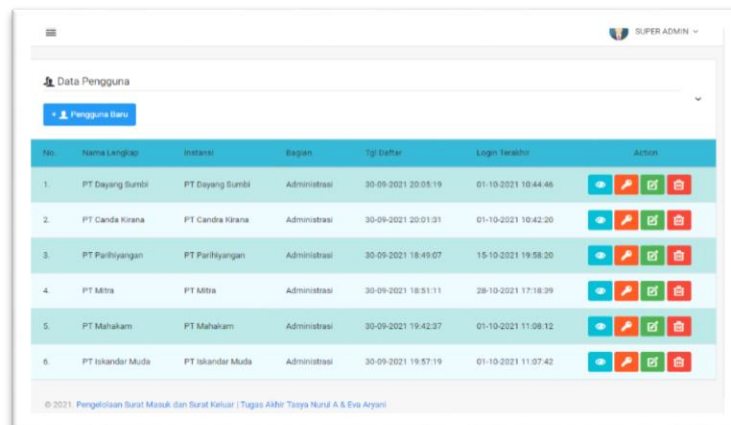 SUPER ADMIN
Data Pengguna
+ Pengguna Baru
No. Nama Lengkap Instansi Bagian Tgl Daftar Login Terakhir Action
1. PT Dayang Sumbi PT Dayang Sumbi Administrasi 30-09-2021 20:05:19 01-10-2021 10:44:46
2. PT Canda Kirana PT Candra Kirana Administrasi 30-09-2021 20:01:31 01-10-2021 10:42:20
3. PT Parihiyangan PT Parihiyangan Administrasi 30-09-2021 18:49:07 15-10-2021 19:58:20
4. PT Mitra PT Mitra Administrasi 30-09-2021 18:51:11 28-10-2021 17:18:39
5. PT Mahakam PT Mahakam Administrasi 30-09-2021 19:42:37 01-10-2021 11:08:12
6. PT Iskandar Muda PT Iskandar Muda Administrasi 30-09-2021 19:57:19 01-10-2021 11:07:42
© 2021. Pengelolaan Surat Masuk dan Surat Keluar | Tugas Akhir Tasya Nurul A & Eva Aryani